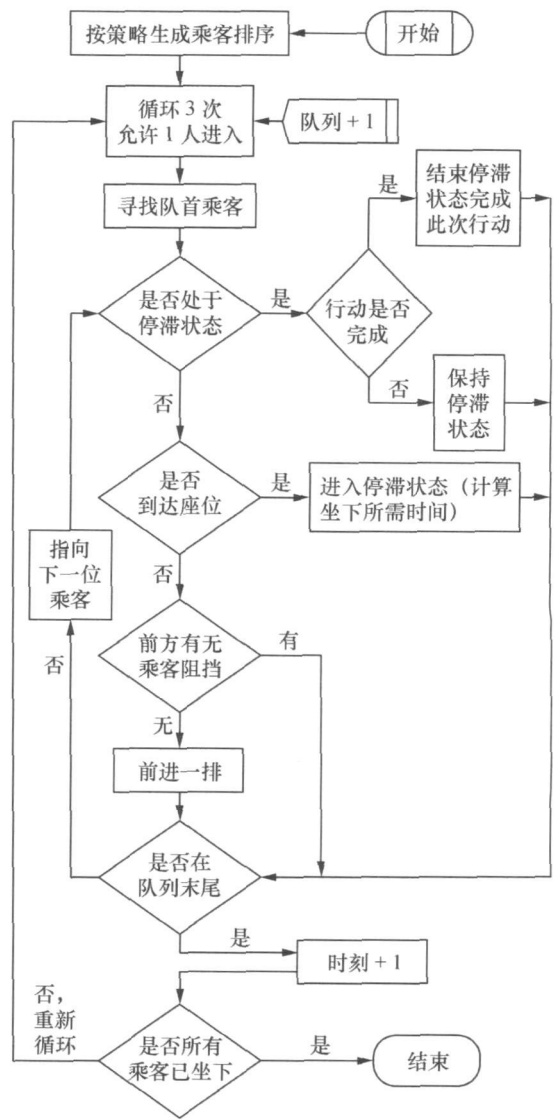 按策略生成乘客排序
开始
循环 3 次
允许 1 人进入
队列 + 1
寻找队首乘客
是
结束停滞
状态完成
此次行动
是否处于
停滞状态
是
行动是否
完成
否
保持
停滞
状态
否
是否
到达座位
是
进入停滞状态（计算
坐下所需时间）
指向
下一位
乘客
否
否
前方有无
乘客阻挡
有
无
前进一排
是否在
队列末尾
是
时刻 + 1
否，
重新
循环
是否所有
乘客已坐下
是
结束